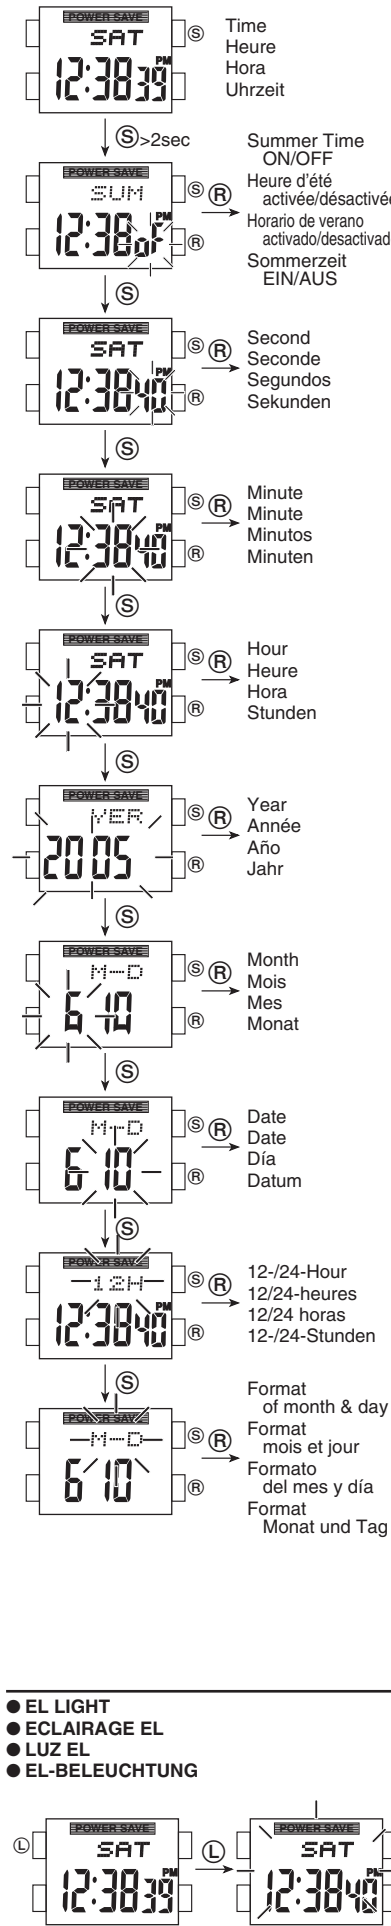 POWER SAVE
SAT
PM
12:38 39
S
Time
Heure
Hora
Uhrzeit
S >2sec
POWER SAVE
SUM
PM
12:38 oF
S
R
R
Summer Time
ON/OFF
Heure d'été
activée/désactivée
Horario de verano
activado/desactivad
Sommerzeit
EIN/AUS
S
POWER SAVE
SAT
PM
12:38 40
S
R
R
Second
Seconde
Segundos
Sekunden
S
POWER SAVE
SAT
PM
12:38 40
S
R
R
Minute
Minute
Minutos
Minuten
S
POWER SAVE
SAT
PM
12:38 40
S
R
R
Hour
Heure
Hora
Stunden
S
POWER SAVE
YER
2005
S
R
R
Year
Année
Año
Jahr
S
POWER SAVE
M-D
6 10
S
R
R
Month
Mois
Mes
Monat
S
POWER SAVE
M-D
6 10
S
R
R
Date
Date
Día
Datum
S
POWER SAVE
12H
PM
12:38 40
S
R
R
12-/24-Hour
12/24-heures
12/24 horas
12-/24-Stunden
S
POWER SAVE
M-D
6 10
S
R
R
Format
of month & day
Format
mois et jour
Formato
del mes y día
Format
Monat und Tag
● EL LIGHT
● ECLAIRAGE EL
● LUZ EL
● EL-BELEUCHTUNG
L
POWER SAVE
SAT
PM
12:38 39
L
POWER SAVE
SAT
PM
12:38 40